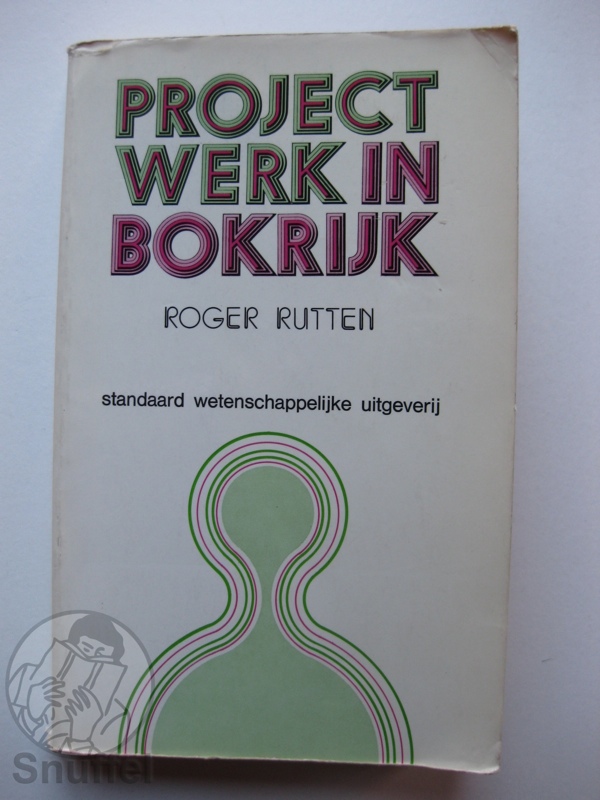 PROJECT
WERK IN
BOKRIJK
ROGER RUTTEN
standaard wetenschappelijke uitgeverij
Snuffel